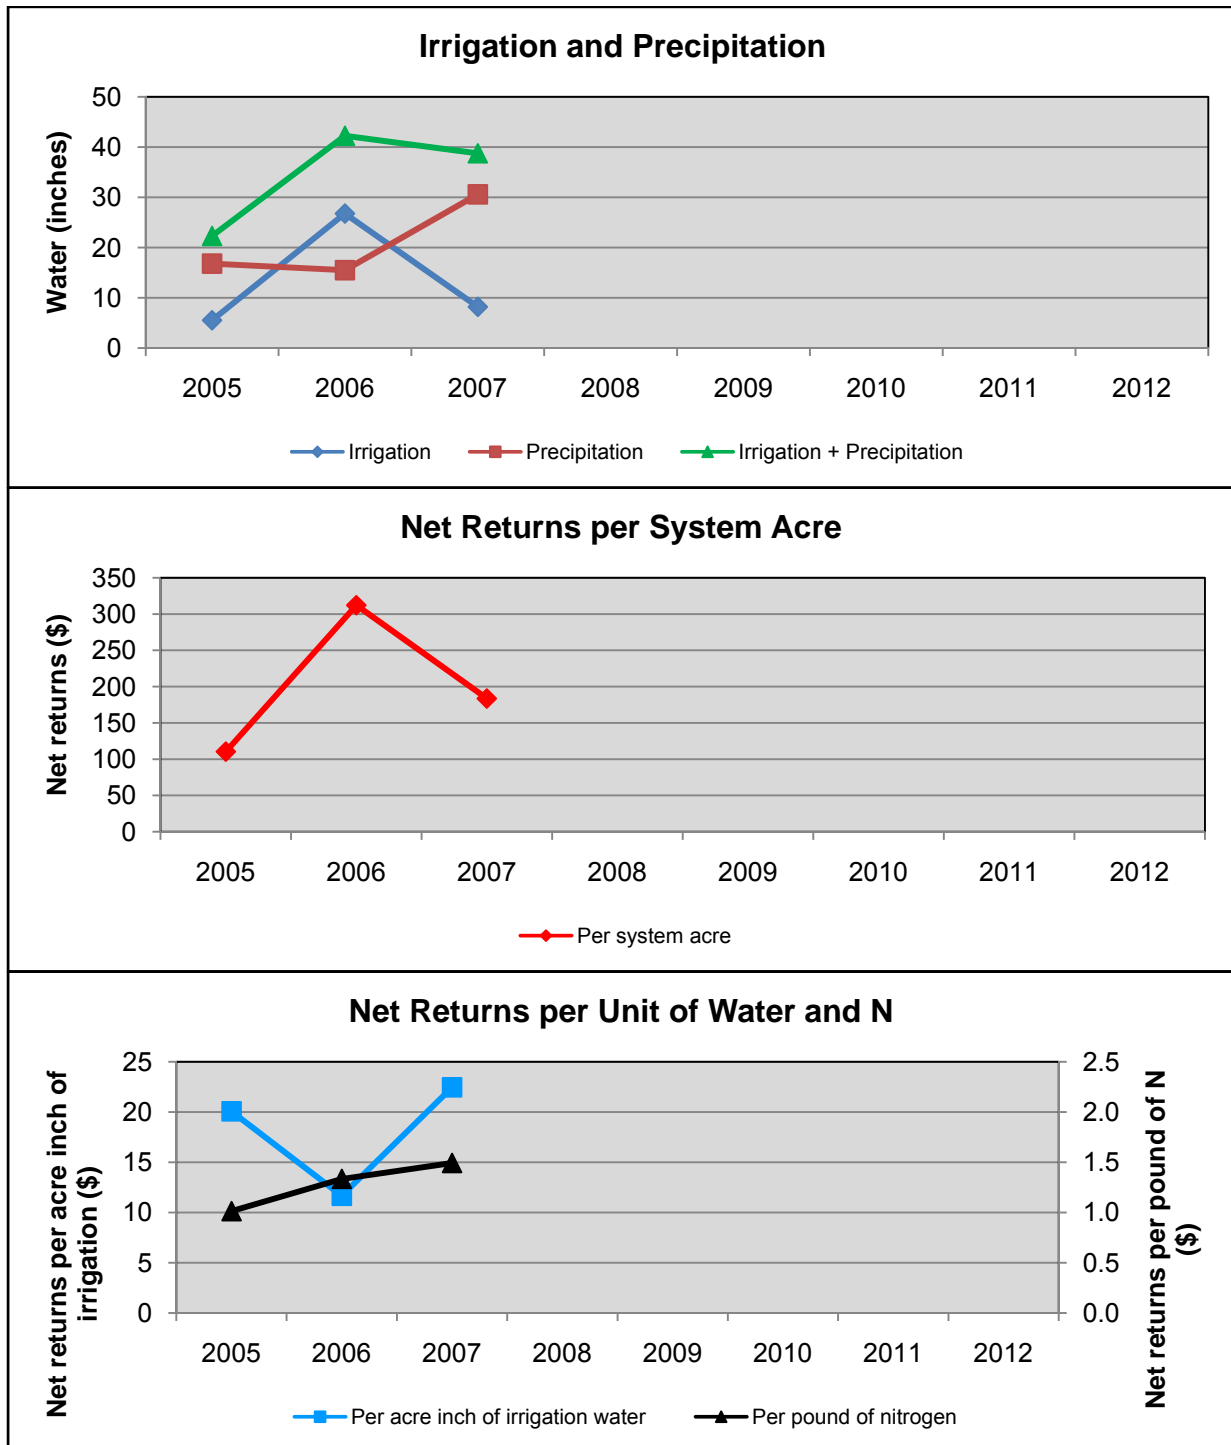 Irrigation and Precipitation
Water (inches)
50
40
30
20
10
0
2005 2006 2007 2008 2009 2010 2011 2012
Irrigation Precipitation Irrigation + Precipitation
Net Returns per System Acre
Net returns ($)
350
300
250
200
150
100
50
0
2005 2006 2007 2008 2009 2010 2011 2012
Per system acre
Net Returns per Unit of Water and N
Net returns per acre inch of
irrigation ($)
25
20
15
10
5
0
2.5
2.0
1.5
1.0
0.5
0.0
Net returns per pound of N
($)
2005 2006 2007 2008 2009 2010 2011 2012
Per acre inch of irrigation water Per pound of nitrogen